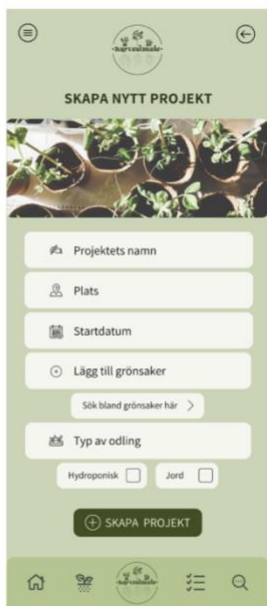 SKAPA NYTT PROJEKT
Projektets namn
Plats
Startdatum
Lägg till grönsaker
Sök bland grönsaker här
Typ av odling
Hydroponisk
Jord
SKAPA PROJEKT